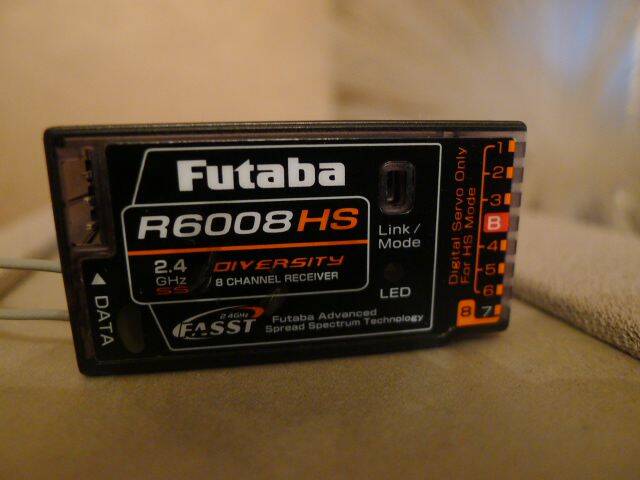 Futaba
R6008HS
2.4
GHz
SS
DIVERSITY
8 CHANNEL RECEIVER
2.4GHz
FASST
Futaba Advanced
Spread Spectrum Technology
Link /
Mode
LED
◀ DATA
Digital Servo Only
For HS Mode
1
2
3
B
4
5
6
8 7